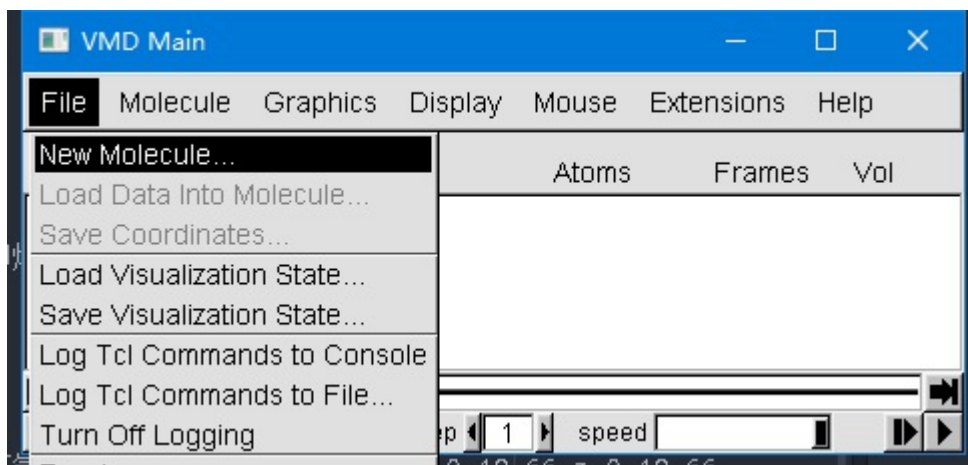 VMD Main
File Molecule Graphics Display Mouse Extensions Help
New Molecule...
Atoms Frames Vol
Load Data Into Molecule...
Save Coordinates...
Load Visualization State...
Save Visualization State...
Log Tcl Commands to Console
Log Tcl Commands to File...
Turn Off Logging
1 speed